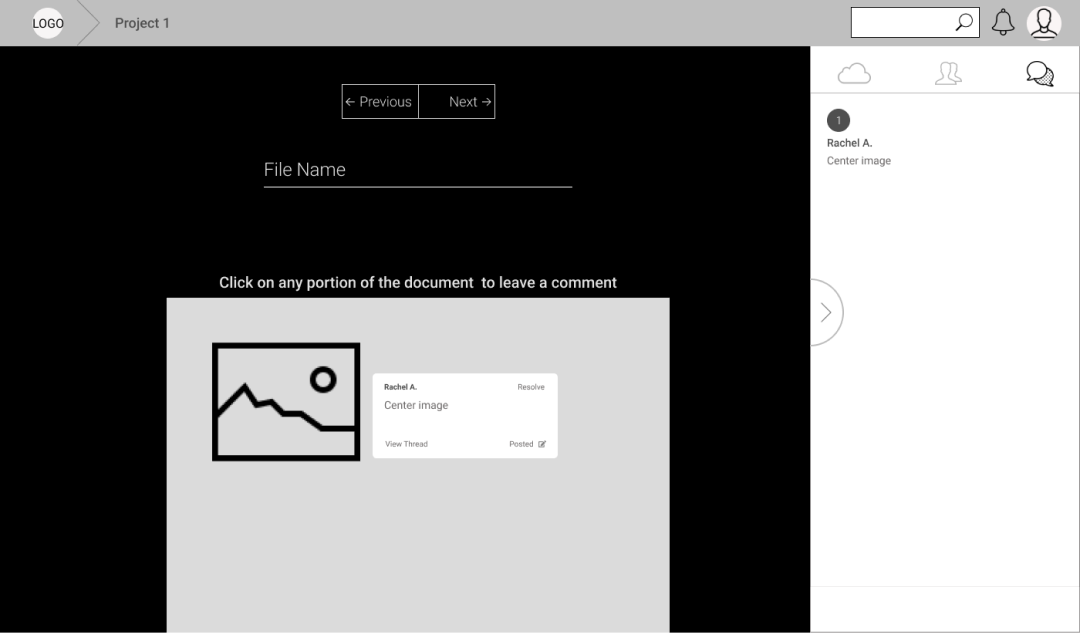 LOGO
Project 1
← Previous
Next →
File Name
Click on any portion of the document to leave a comment
Rachel A.
Resolve
Center image
View Thread
Posted
1
Rachel A.
Center image